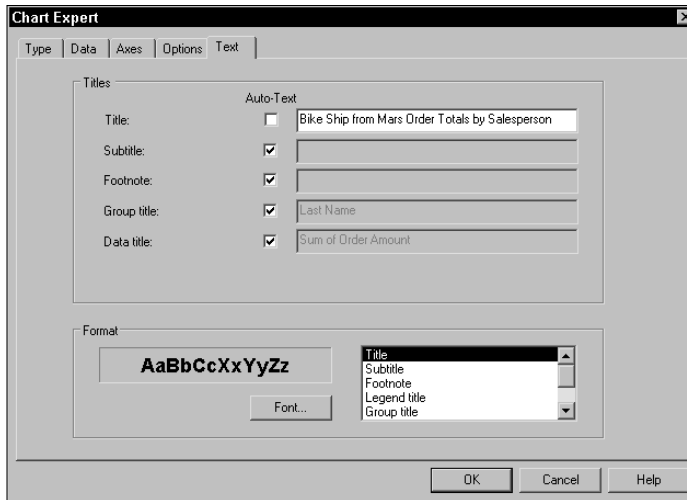 Chart Expert
Type Data Axes Options Text
Titles
Auto-Text
Title: Bike Ship from Mars Order Totals by Salesperson
Subtitle:
Footnote:
Group title: Last Name
Data title: Sum of Order Amount
Format
AaBbCcXxYyZz
Font...
Title
Subtitle
Footnote
Legend title
Group title
OK Cancel Help